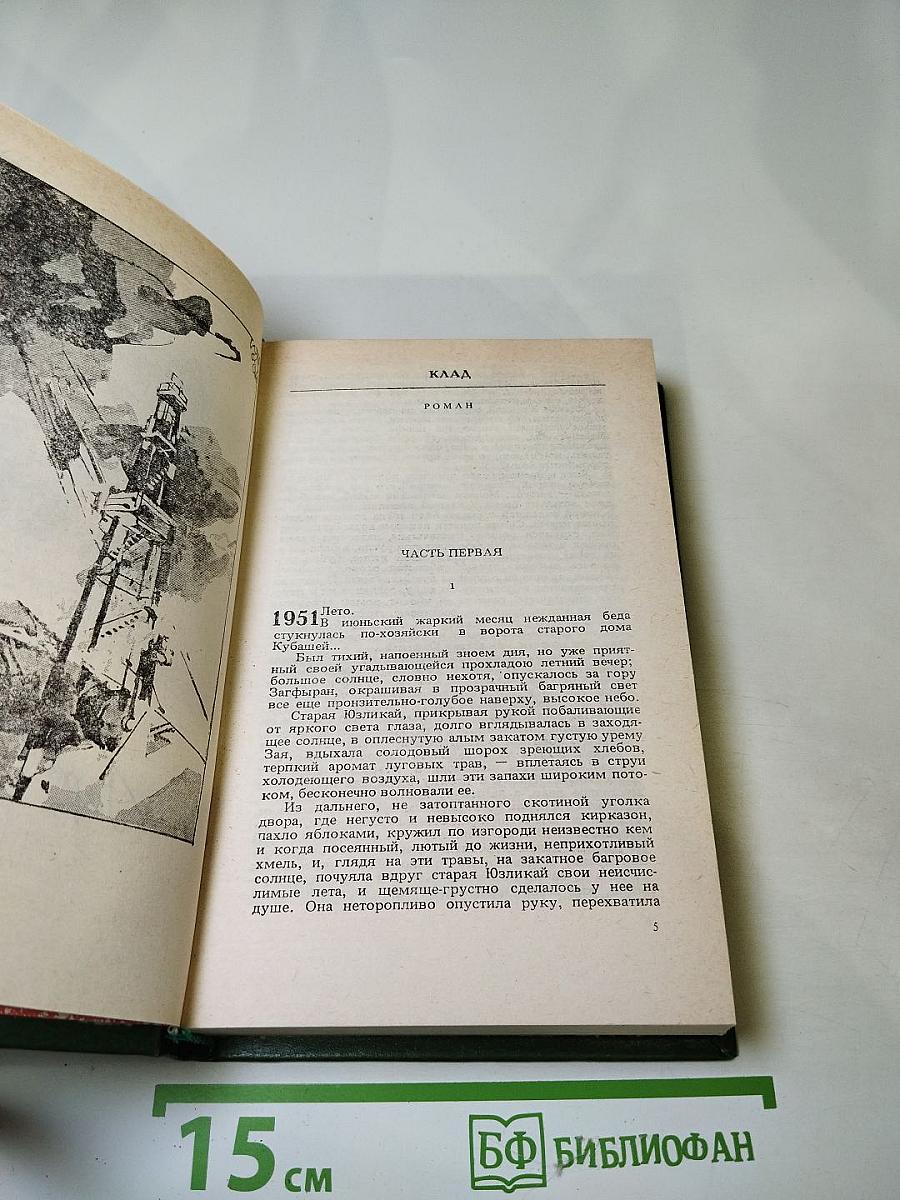 КЛАД
РОМАН
ЧАСТЬ ПЕРВАЯ
1
1951 Лето.
В июньский жаркий месяц нежданная беда
стукнулась по-хозяйски в ворота старого дома
Кубашей...
Был тихий, напоенный зноем дня, но уже прият-
ный своей угадывающейся прохладою летний вечер;
большое солнце, словно нехотя, опускалось за гору
Загфыран, окрашивая в прозрачный багряный свет
все еще пронзительно-голубое наверху, высокое небо.
Старая Юзликай, прикрывая рукой побаливающие
от яркого света глаза, долго вглядывалась в заходя-
щее солнце, в оплеснутую алым закатом густую урему
Зая, вдыхала солодовый шорох зреющих хлебов,
терпкий аромат луговых трав, — вплетаясь в струи
холодеющего воздуха, шли эти запахи широким пото-
ком, бесконечно волновали ее.
Из дальнего, не затоптанного скотиной уголка
двора, где негусто и невысоко поднялся кирказон,
пахло яблоками, кружил по изгороди неизвестно кем
и когда посеянный, лютый до жизни, неприхотливый
хмель, и, глядя на эти травы, на закатное багровое
солнце, почуяла вдруг старая Юзликай свои неисчис-
лимые лета, и щемяще-грустно сделалось у нее на
душе. Она неторопливо опустила руку, перехватила
5
15 см
БФ БИБЛИОФАН